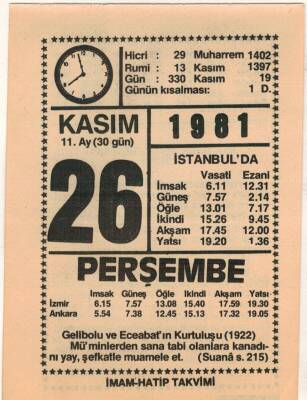 Hicri : 29 Muharrem 1402
Rumi : 13 Kasım 1397
Gün : 330 Kasım 19
Günün kısalması: 1 D.
KASIM
11. Ay (30 gün)
1981
26
İSTANBUL'DA
Vasati Ezani
İmsak 6.11 12.31
Güneş 7.57 2.14
Öğle 13.01 7.17
İkindi 15.26 9.45
Akşam 17.45 12.00
Yatsı 19.20 1.36
PERŞEMBE
İmsak Güneş Öğle İkindi Akşam Yatsı
İzmir 6.15 7.57 13.08 15.40 17.59 19.30
Ankara 5.54 7.38 12.45 15.13 17.32 19.05
Gelibolu ve Eceabat'ın Kurtuluşu (1922)
Mü'minlerden sana tabi olanlara kanadı-
nı yay, şefkatle muamele et. (Suanâ s. 215)
İMAM-HATİP TAKVİMİ